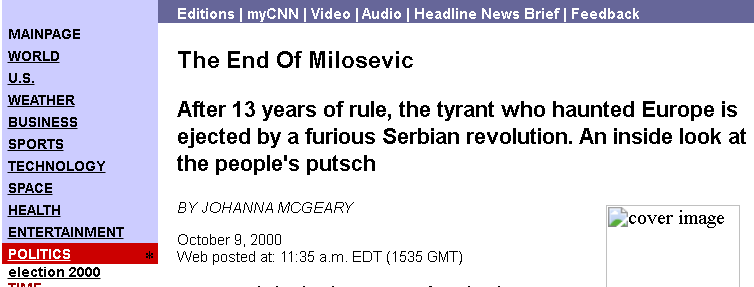 Editions | myCNN | Video | Audio | Headline News Brief | Feedback
MAINPAGE
WORLD
U.S.
WEATHER
BUSINESS
SPORTS
TECHNOLOGY
SPACE
HEALTH
ENTERTAINMENT
POLITICS
election 2000
TIME
The End Of Milosevic
After 13 years of rule, the tyrant who haunted Europe is
ejected by a furious Serbian revolution. An inside look at
the people's putsch
BY JOHANNA MCGEARY
October 9, 2000
Web posted at: 11:35 a.m. EDT (1535 GMT)
cover image